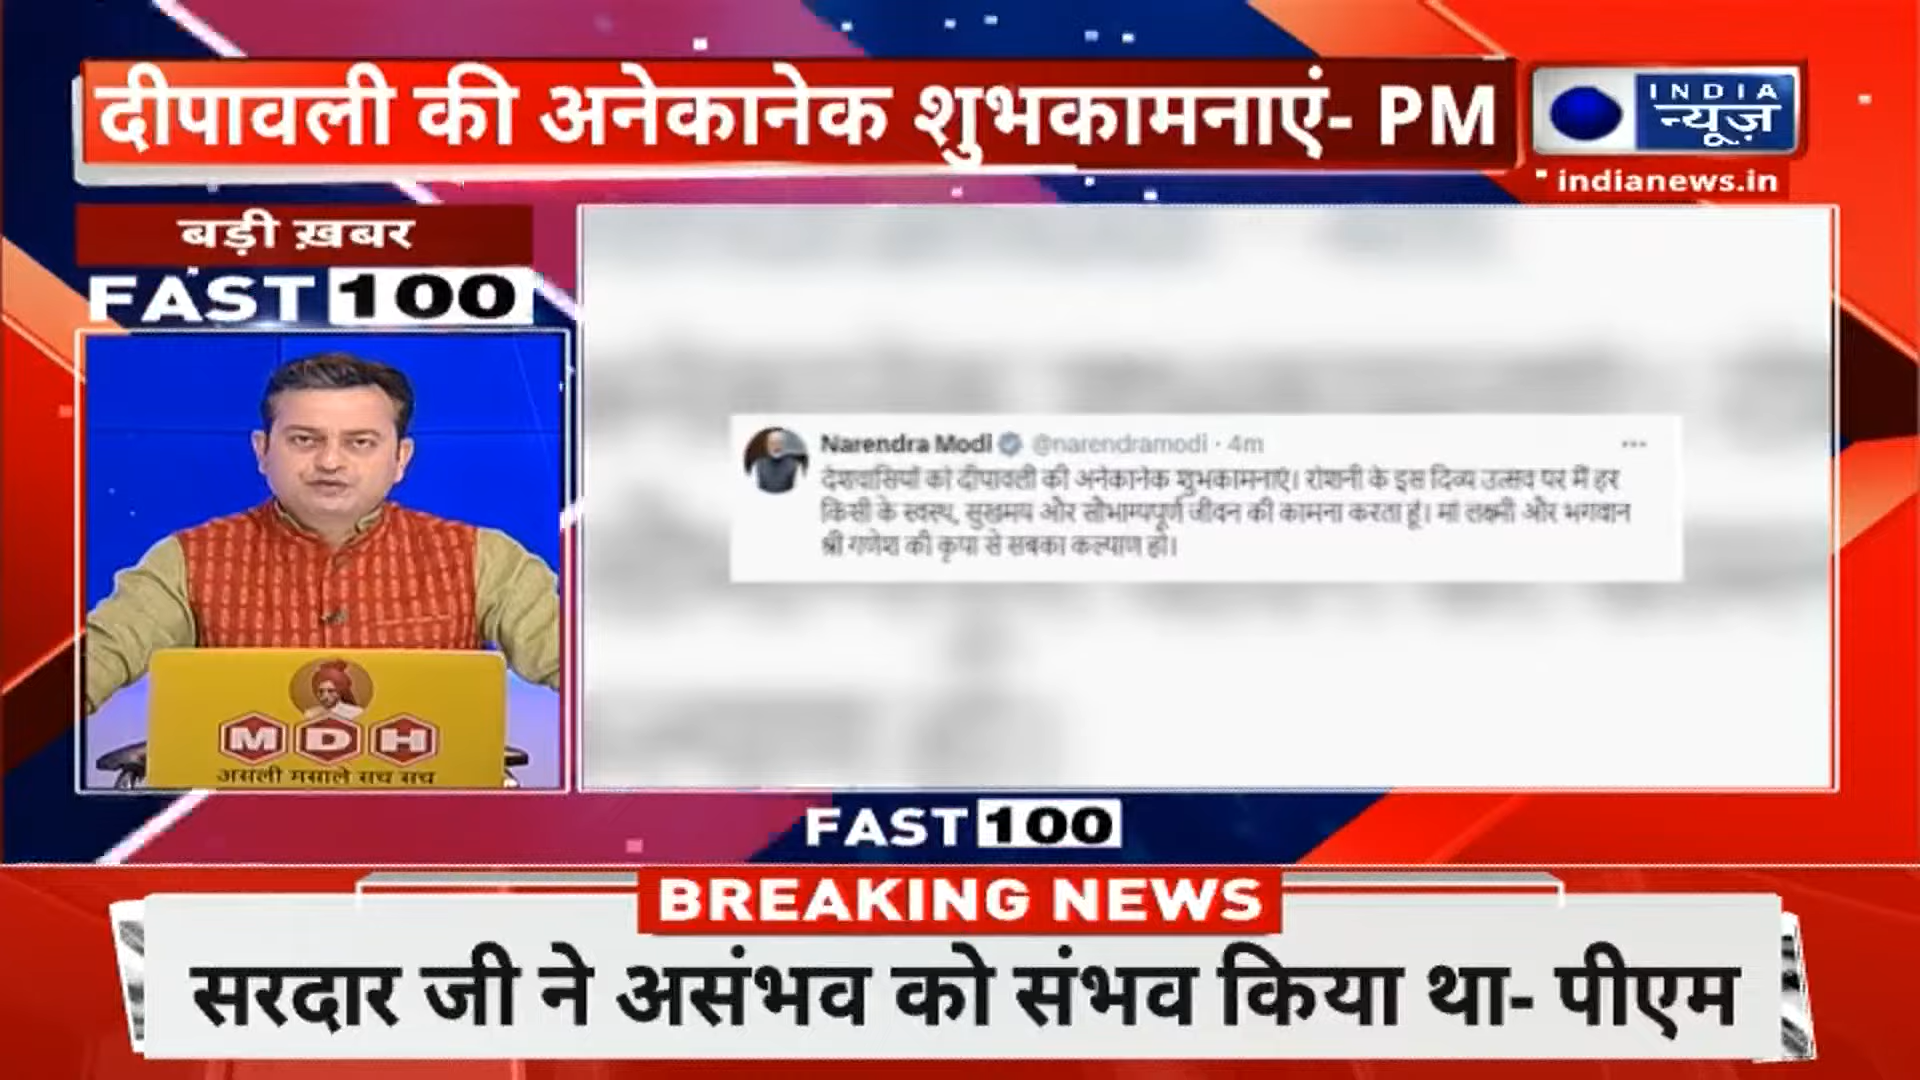 दीपावली की अनेकानेक शुभकामनाएं- PM
INDIA
न्यूज़
indianews.in
बड़ी ख़बर
FAST 100
Narendra Modi @narendramodi · 4m
देशवासियों को दीपावली की अनेकानेक शुभकामनाएं। रोशनी के इस दिव्य उत्सव पर मैं हर
किसी के स्वस्थ, सुखमय और सौभाग्यपूर्ण जीवन की कामना करता हूं। मां लक्ष्मी और भगवान
श्री गणेश की कृपा से सबका कल्याण हो।
MDH
असली मसाले सच सच
FAST 100
BREAKING NEWS
सरदार जी ने असंभव को संभव किया था- पीएम